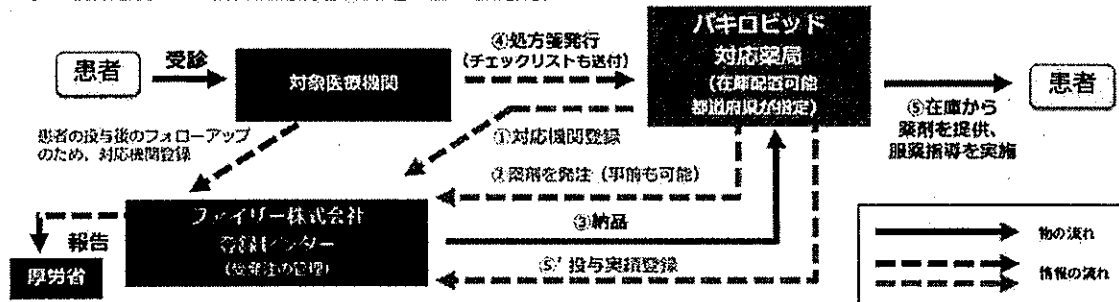 患者
受診
対象医療機関
④処方箋発行
(チェックリストも送付)
パキロビッド
対応薬局
(在庫配置可能
都道府県が指定)
患者
⑤在庫から
薬剤を提供、
服薬指導を実施
患者の投与後のフォローアップ
のため、対応機関登録
①対応機関登録
②薬剤を発注(事前も可能)
ファイザー株式会社
登録センター
(受発注の管理)
③納品
⑤' 投与実績登録
報告
厚労省
物の流れ
情報の流れ